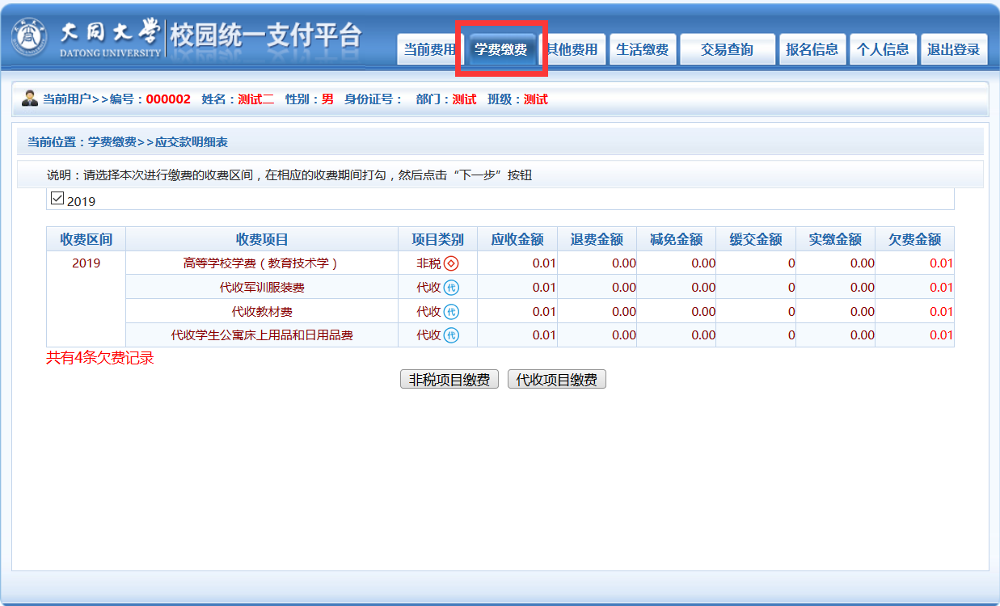 大同大学 校园统一支付平台
DATONG UNIVERSITY
当前费用 学费缴费 其他费用 生活缴费 交易查询 报名信息 个人信息 退出登录
当前用户>>编号：000002 姓名：测试二 性别：男 身份证号： 部门：测试 班级：测试
当前位置：学费缴费>>应交款明细表
说明：请选择本次进行缴费的收费区间，在相应的收费期间打勾，然后点击“下一步”按钮
2019
收费区间 收费项目 项目类别 应收金额 退费金额 减免金额 缓交金额 实缴金额 欠费金额
2019 高等学校学费（教育技术学） 非税 0.01 0.00 0.00 0 0.00 0.01
代收军训服装费 代收 代 0.01 0.00 0.00 0 0.00 0.01
代收教材费 代收 代 0.01 0.00 0.00 0 0.00 0.01
代收学生公寓床上用品和日用品费 代收 代 0.01 0.00 0.00 0 0.00 0.01
共有4条欠费记录
非税项目缴费 代收项目缴费